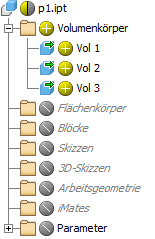 p1.ipt
Volumenkörper
Vol 1
Vol 2
Vol 3
Flächenkörper
Blöcke
Skizzen
3D-Skizzen
Arbeitsgeometrie
iMates
Parameter